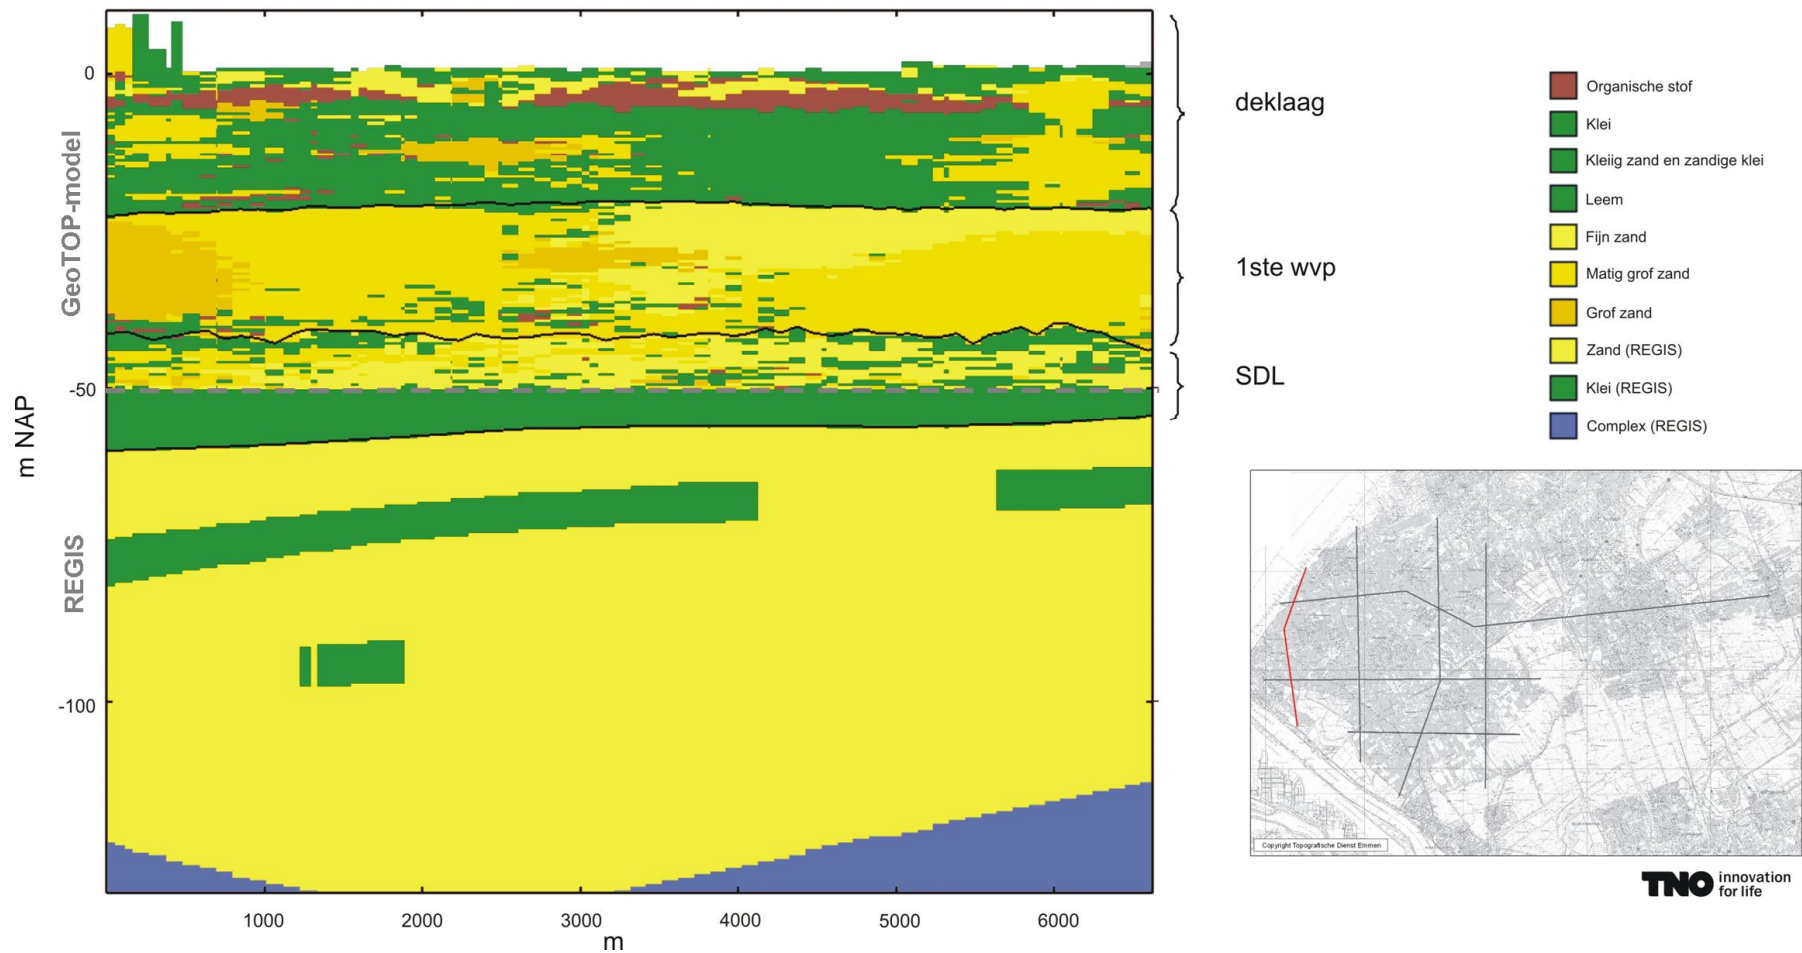 m NAP
GeoTOP-model
REGIS
0
-50
-100
1000
2000
3000
4000
5000
6000
m
deklaag
1ste wvp
SDL
Organische stof
Klei
Kleiig zand en zandige klei
Leem
Fijn zand
Matig grof zand
Grof zand
Zand (REGIS)
Klei (REGIS)
Complex (REGIS)
Copyright Topografische Dienst Emmen
TNO innovation
for life